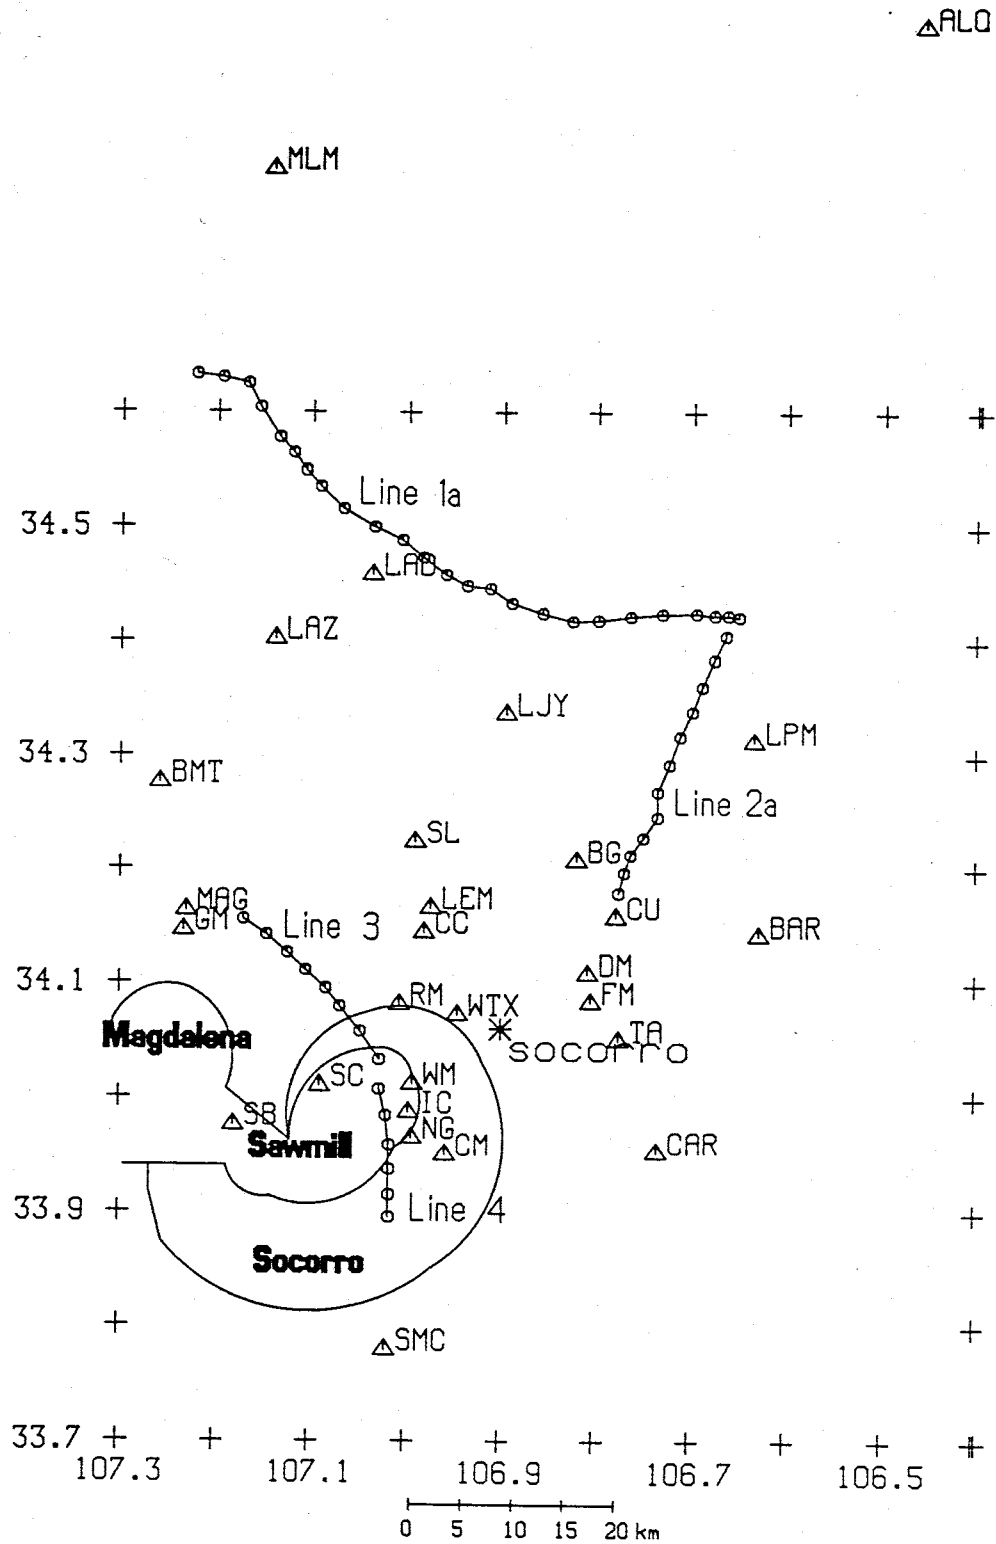 ALQ
MLM
Line 1a
34.5
LAD
LAZ
LJY
34.3
LPM
BMT
Line 2a
SL
BG
MAG
LEM
CU
GM
Line 3
CC
BAR
34.1
DM
RM
FM
WTX
Magdalena
TA
socorro
SC
WM
IC
SB
NG
Sawmill
CM
CAR
33.9
Line 4
Socorro
SMC
33.7
107.3 107.1 106.9 106.7 106.5
0 5 10 15 20 km